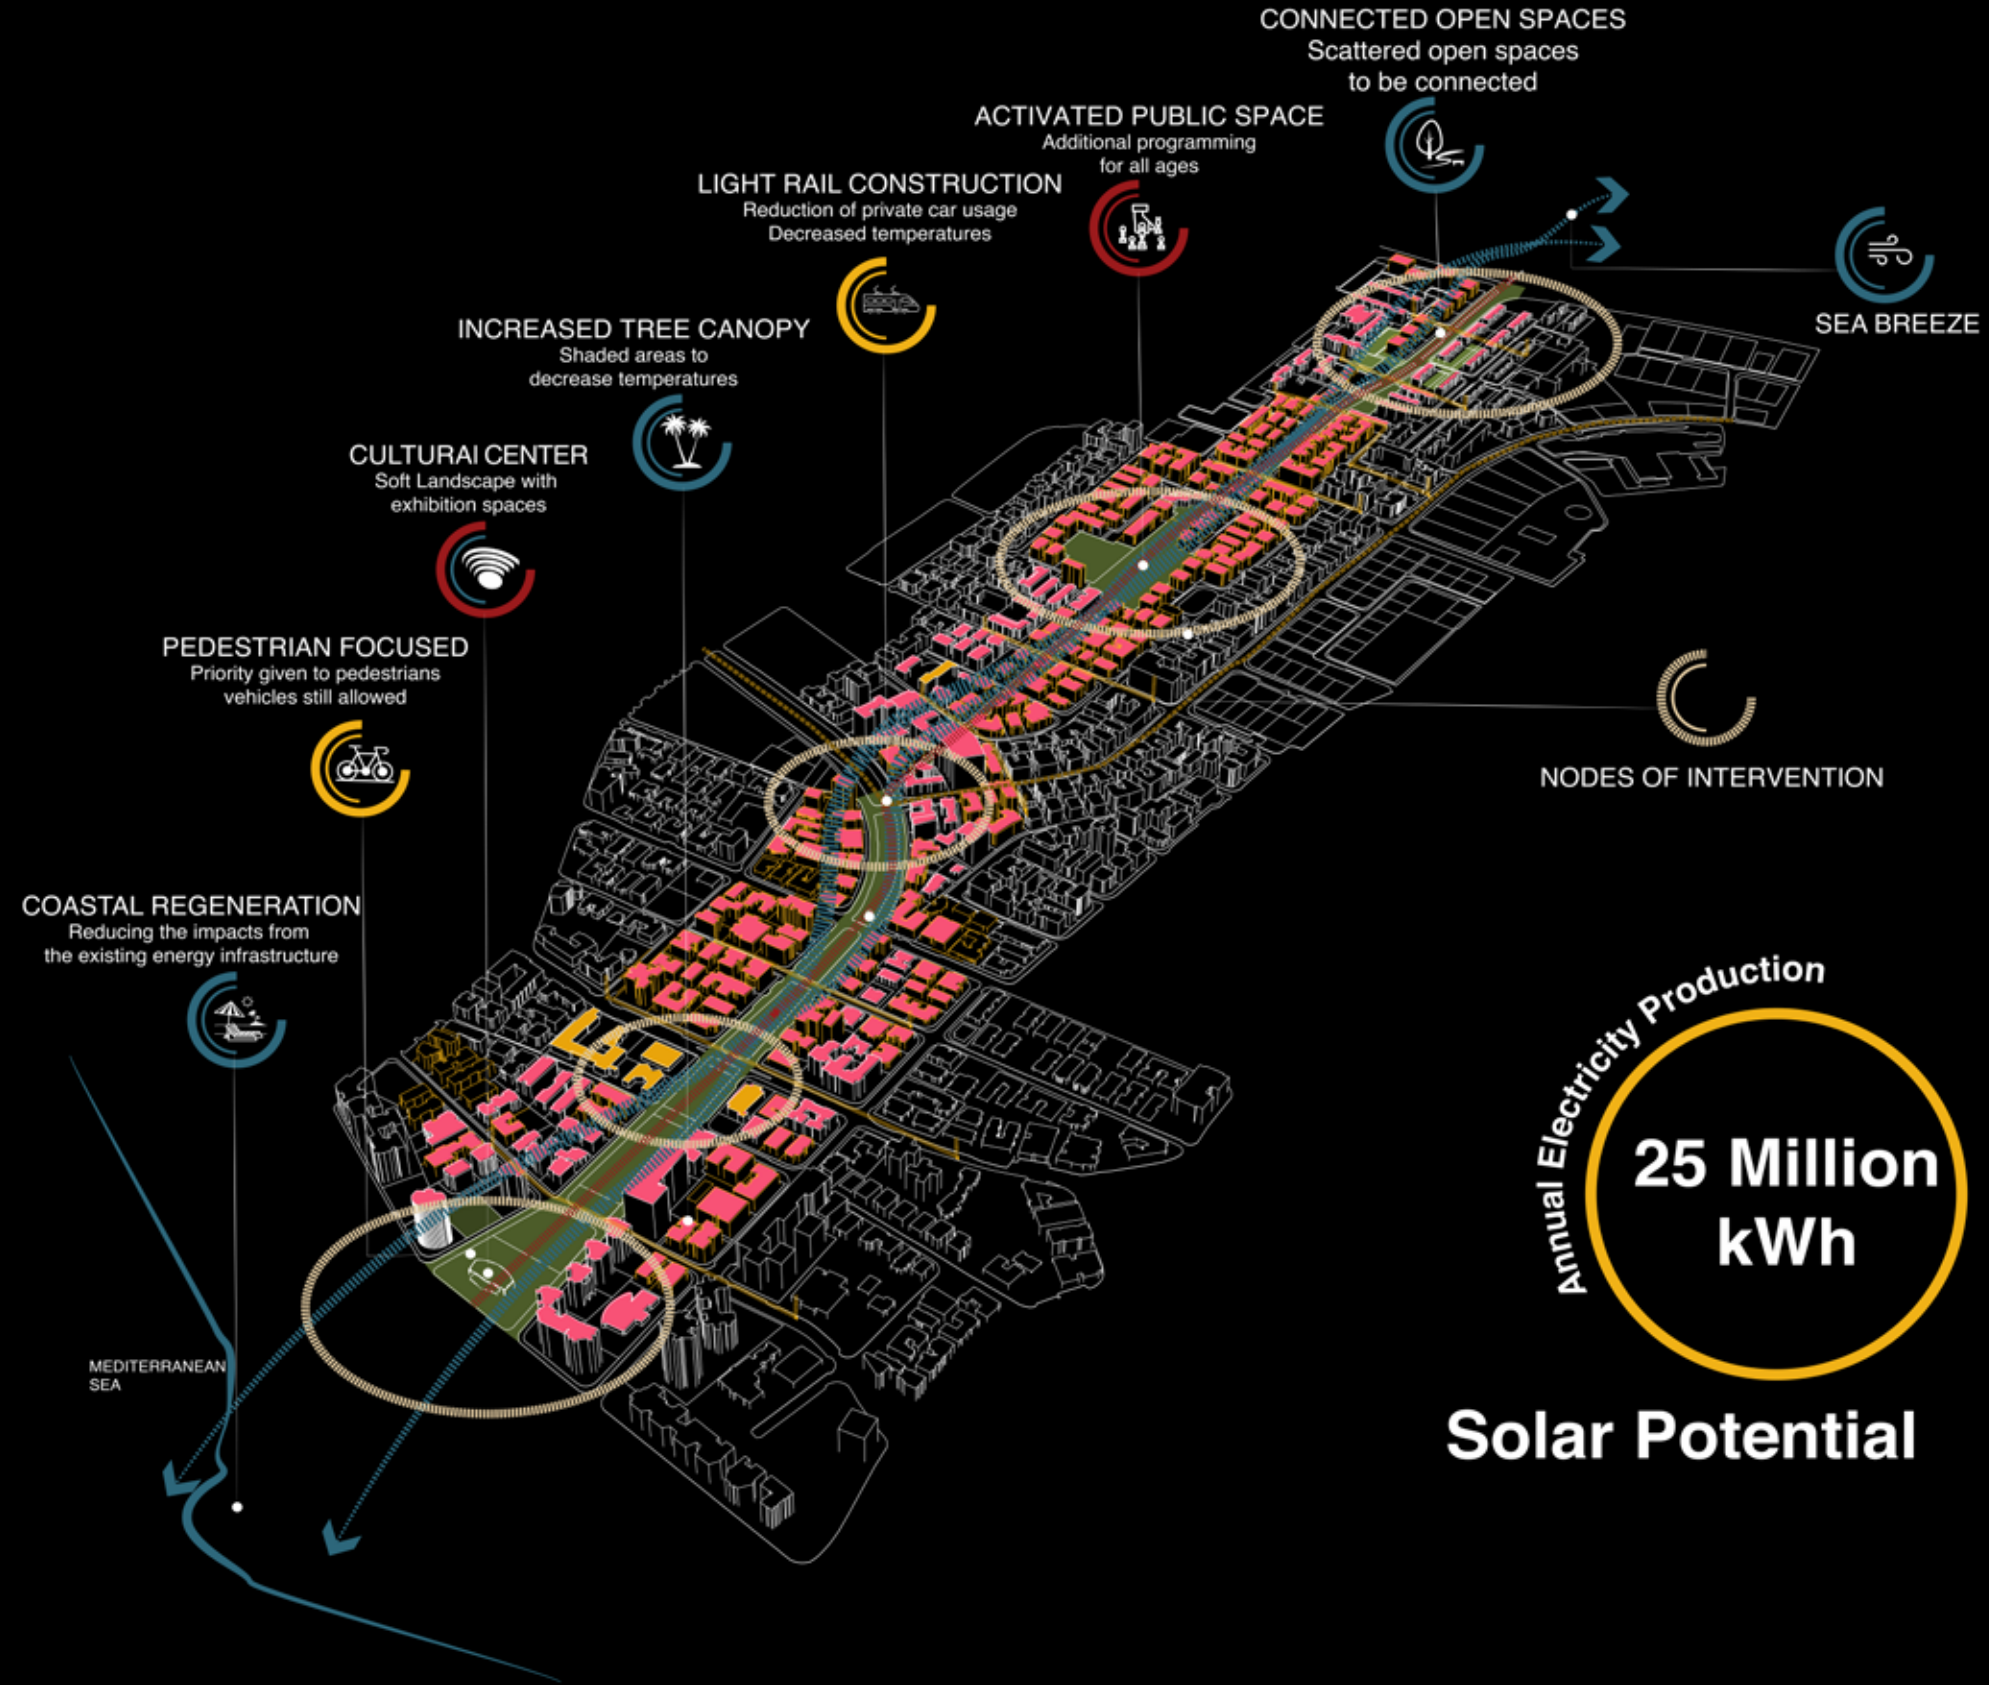 CONNECTED OPEN SPACES
Scattered open spaces
to be connected
ACTIVATED PUBLIC SPACE
Additional programming
for all ages
LIGHT RAIL CONSTRUCTION
Reduction of private car usage
Decreased temperatures
SEA BREEZE
INCREASED TREE CANOPY
Shaded areas to
decrease temperatures
CULTURAl CENTER
Soft Landscape with
exhibition spaces
PEDESTRIAN FOCUSED
Priority given to pedestrians
vehicles still allowed
NODES OF INTERVENTION
COASTAL REGENERATION
Reducing the impacts from
the existing energy infrastructure
MEDITERRANEAN
SEA
Annual Electricity Production
25 Million
kWh
Solar Potential